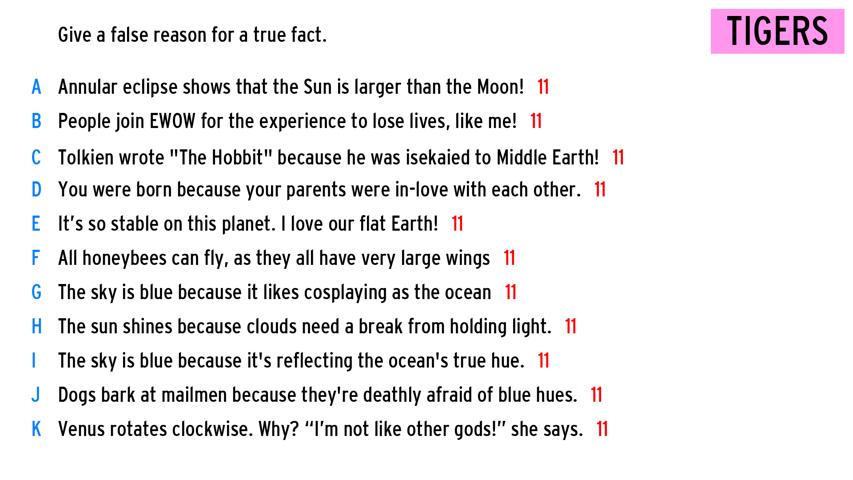 Give a false reason for a true fact.
TIGERS
A Annular eclipse shows that the Sun is larger than the Moon! 11
B People join EWOW for the experience to lose lives, like me! 11
C Tolkien wrote "The Hobbit" because he was isekaied to Middle Earth! 11
D You were born because your parents were in-love with each other. 11
E It’s so stable on this planet. I love our flat Earth! 11
F All honeybees can fly, as they all have very large wings 11
G The sky is blue because it likes cosplaying as the ocean 11
H The sun shines because clouds need a break from holding light. 11
I The sky is blue because it's reflecting the ocean's true hue. 11
J Dogs bark at mailmen because they're deathly afraid of blue hues. 11
K Venus rotates clockwise. Why? “I’m not like other gods!” she says. 11